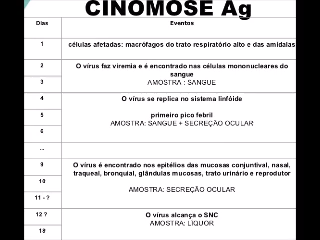 CINOMOSE Ag
Dias Eventos
1 células afetadas: macrófagos do trato respiratório alto e das amídalas
2 O vírus faz viremia e é encontrado nas células mononucleares do
sangue
3 AMOSTRA : SANGUE
4 O vírus se replica no sistema linfóide
5 primeiro pico febril
AMOSTRA: SANGUE + SECREÇÃO OCULAR
6
...
9 O vírus é encontrado nos epitélios das mucosas conjuntival, nasal,
traqueal, bronquial, glândulas mucosas, trato urinário e reprodutor
10
AMOSTRA: SECREÇÃO OCULAR
11 - ?
12 ? O vírus alcança o SNC
AMOSTRA: LÍQUOR
18